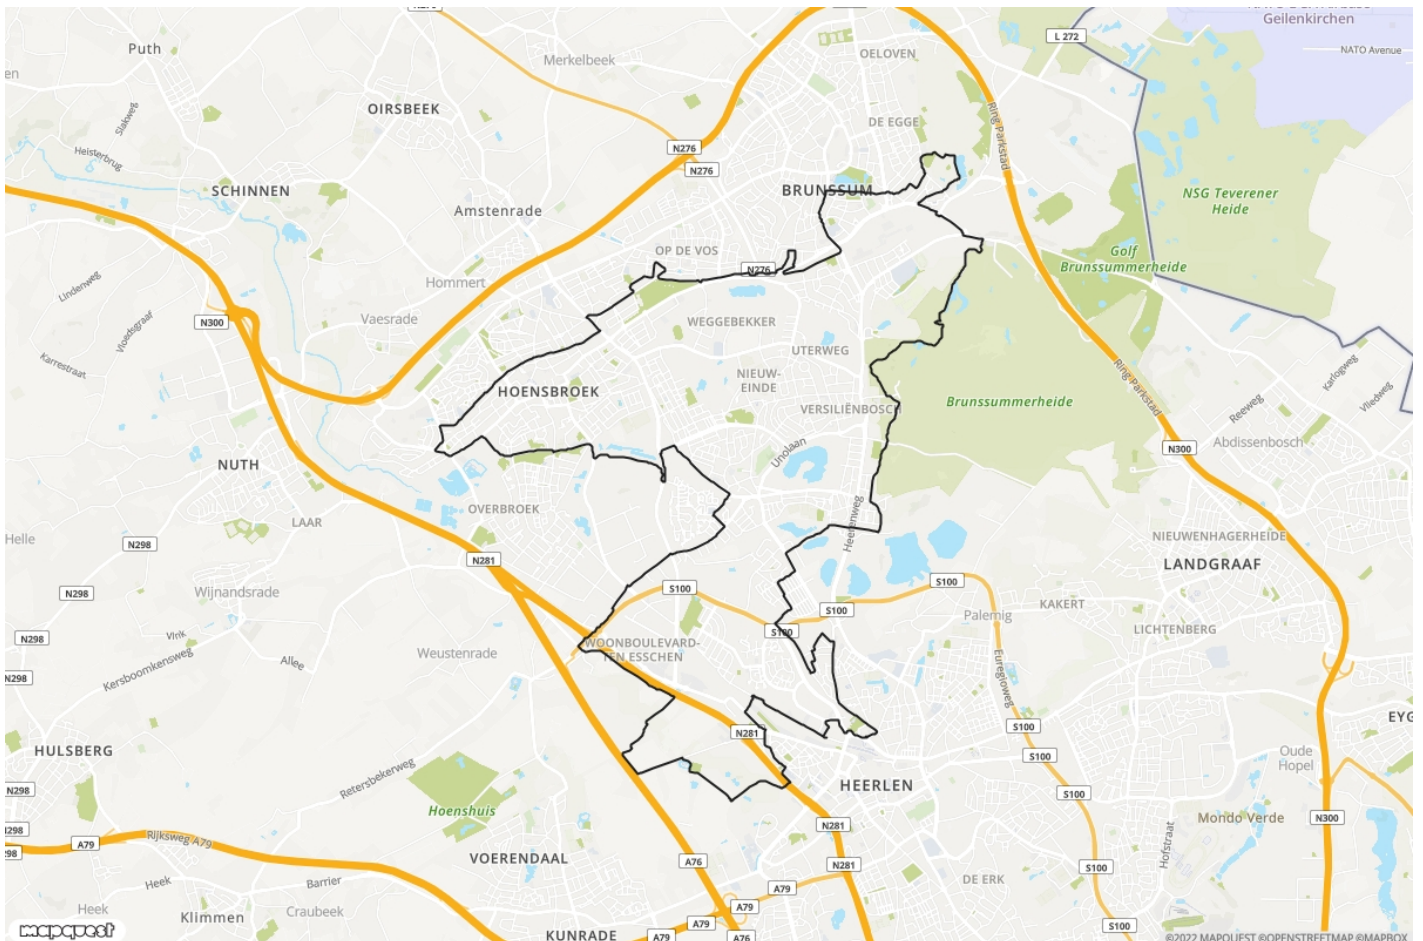 Geilenkirchen
L 272
NATO Avenue
OELOVEN
Puth
Merkelbeek
Slakweg
OIRSBEEK
DE EGGE
Ring Parkstad
Heisterbrug
N276
N276
SCHINNEN
BRUNSSUM
NSG Teverener
Heide
Amstenrade
OP DE VOS
Golf
Brunssummerheide
N276
Lindenweg
Hommert
Vloedsgraaf
N300
Vaesrade
WEGGEBEKKER
Karrestraat
UTERWEG
Karlogweg
NIEUW-
EINDE
Ring Parkstad
Reeweg
Vliedweg
HOENSBROEK
VERSILIËNBOSCH
Brunssummerheide
Abdissenbosch
Unolaan
N300
NUTH
OVERBROEK
LAAR
Heerenweg
Helle
N298
NIEUWENHAGERHEIDE
N281
LANDGRAAF
N298
Wijnandsrade
S100
S100
S100
KAKERT
Palemig
N298
Vlrik
S100
LICHTENBERG
Allee
Weustenrade
WOONBOULEVARD-
TEN ESSCHEN
Kersboomkensweg
Euregioweg
N298
EYG
N281
S100
HULSBERG
S100
Oude
Hopel
Retersbekerweg
HEERLEN
N298
S100
Hoenshuis
Mondo Verde
N300
N281
298
Rijksweg A79
A79
298
VOERENDAAL
A76
N281
Hofstraat
S100
Heek
Barrier
A79
DE ERK
Heek
Craubeek
Klimmen
A79
A79
mapquest
KUNRADE
A79
A76
©2022 MAPQUEST ©OPENSTREETMAP ©MAPBOX